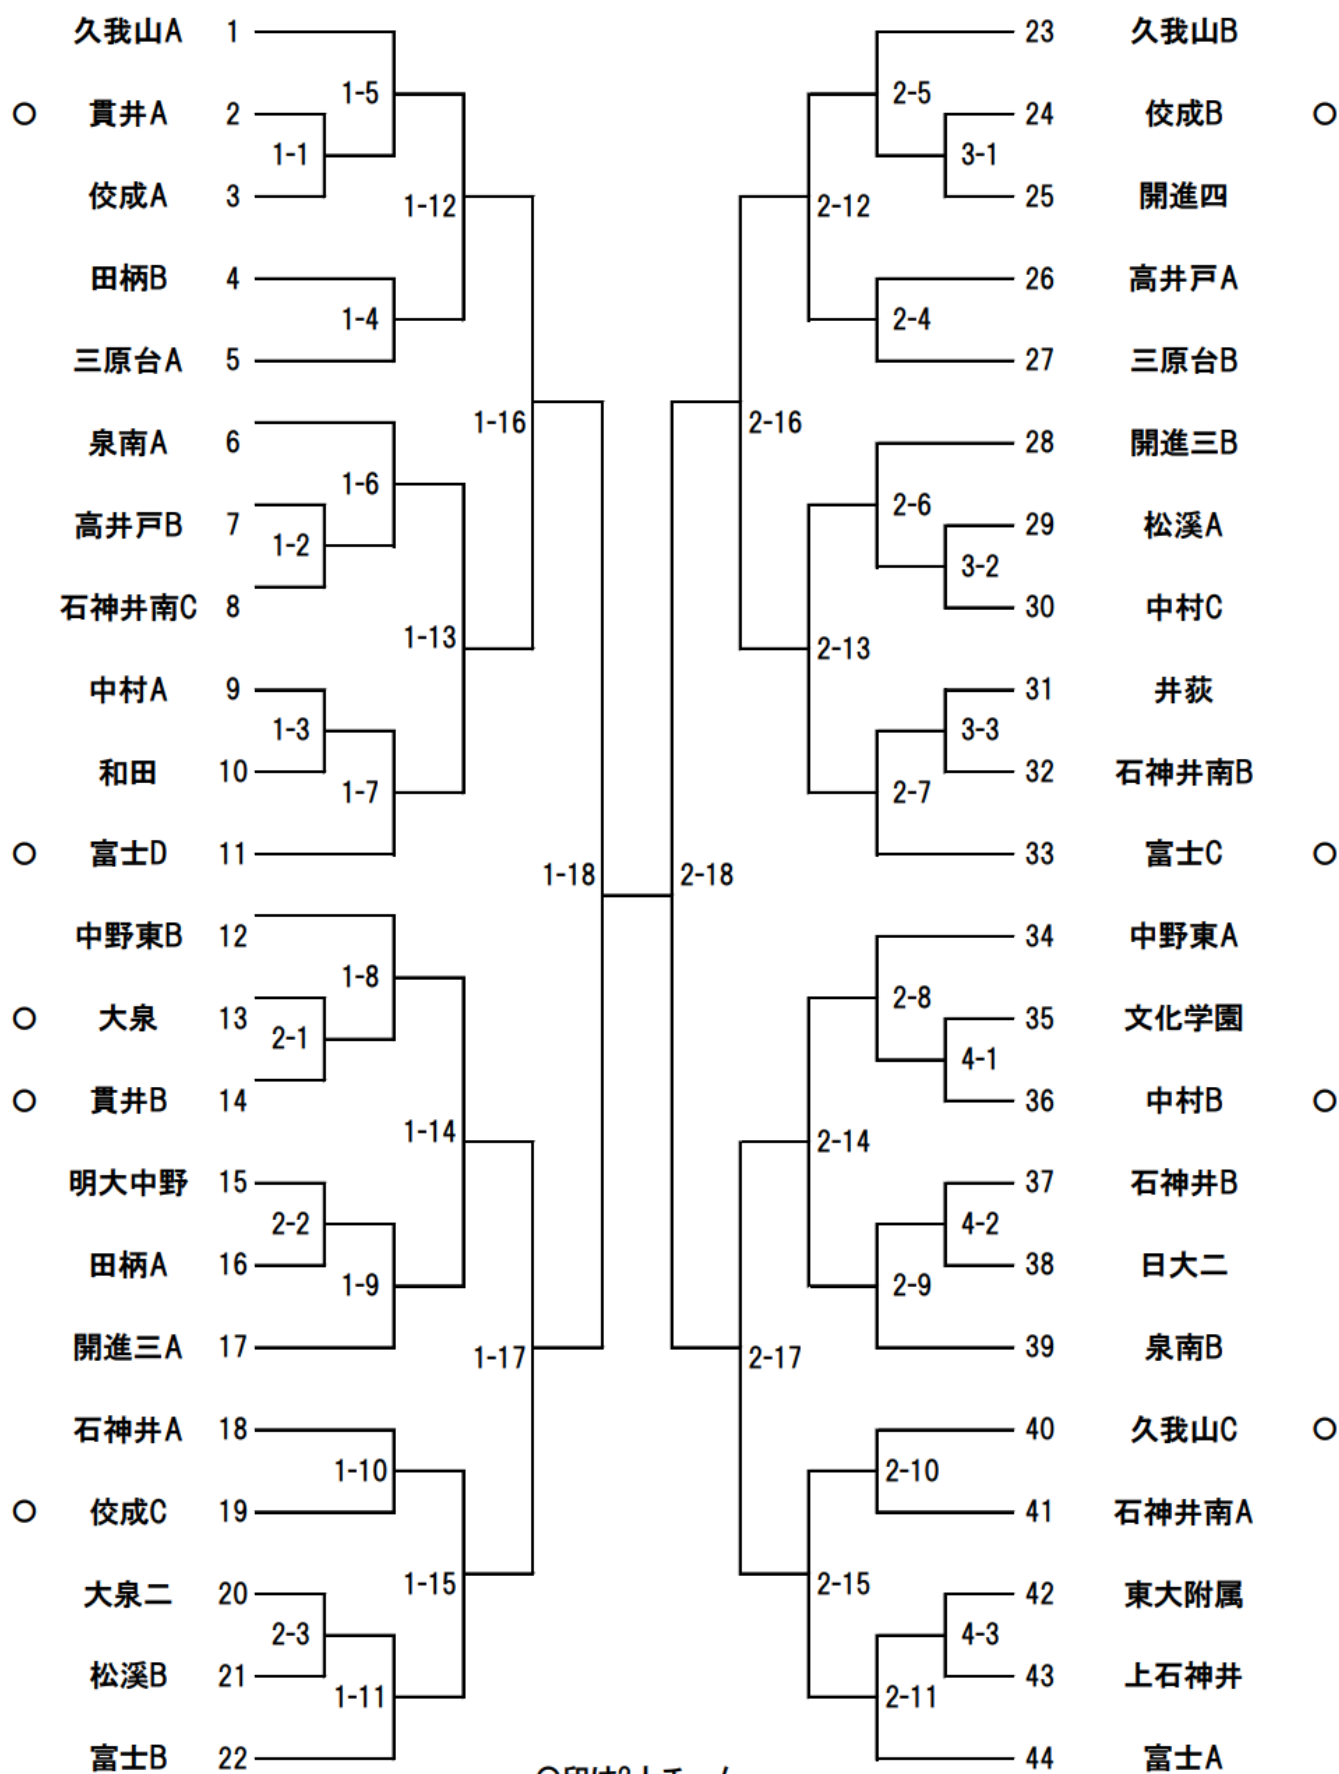 久我山A 1 23 久我山B
1-5 2-5
○ 貫井A 2 24 佼成B ○
1-1 3-1
佼成A 3 25 開進四
1-12 2-12
田柄B 4 26 高井戸A
1-4 2-4
三原台A 5 27 三原台B
1-16 2-16
泉南A 6 28 開進三B
1-6 2-6
高井戸B 7 29 松溪A
1-2 3-2
石神井南C 8 30 中村C
1-13 2-13
中村A 9 31 井荻
1-3 3-3
和田 10 32 石神井南B
1-7 2-7
○ 富士D 11 33 富士C ○
1-18 2-18
中野東B 12 34 中野東A
1-8 2-8
○ 大泉 13 35 文化学園
2-1 4-1
○ 貫井B 14 36 中村B ○
1-14 2-14
明大中野 15 37 石神井B
2-2 4-2
田柄A 16 38 日大二
1-9 2-9
開進三A 17 39 泉南B
1-17 2-17
石神井A 18 40 久我山C ○
1-10 2-10
○ 佼成C 19 41 石神井南A
1-15 2-15
大泉二 20 42 東大附属
2-3 4-3
松溪B 21 43 上石神井
1-11 2-11
富士B 22 44 富士A